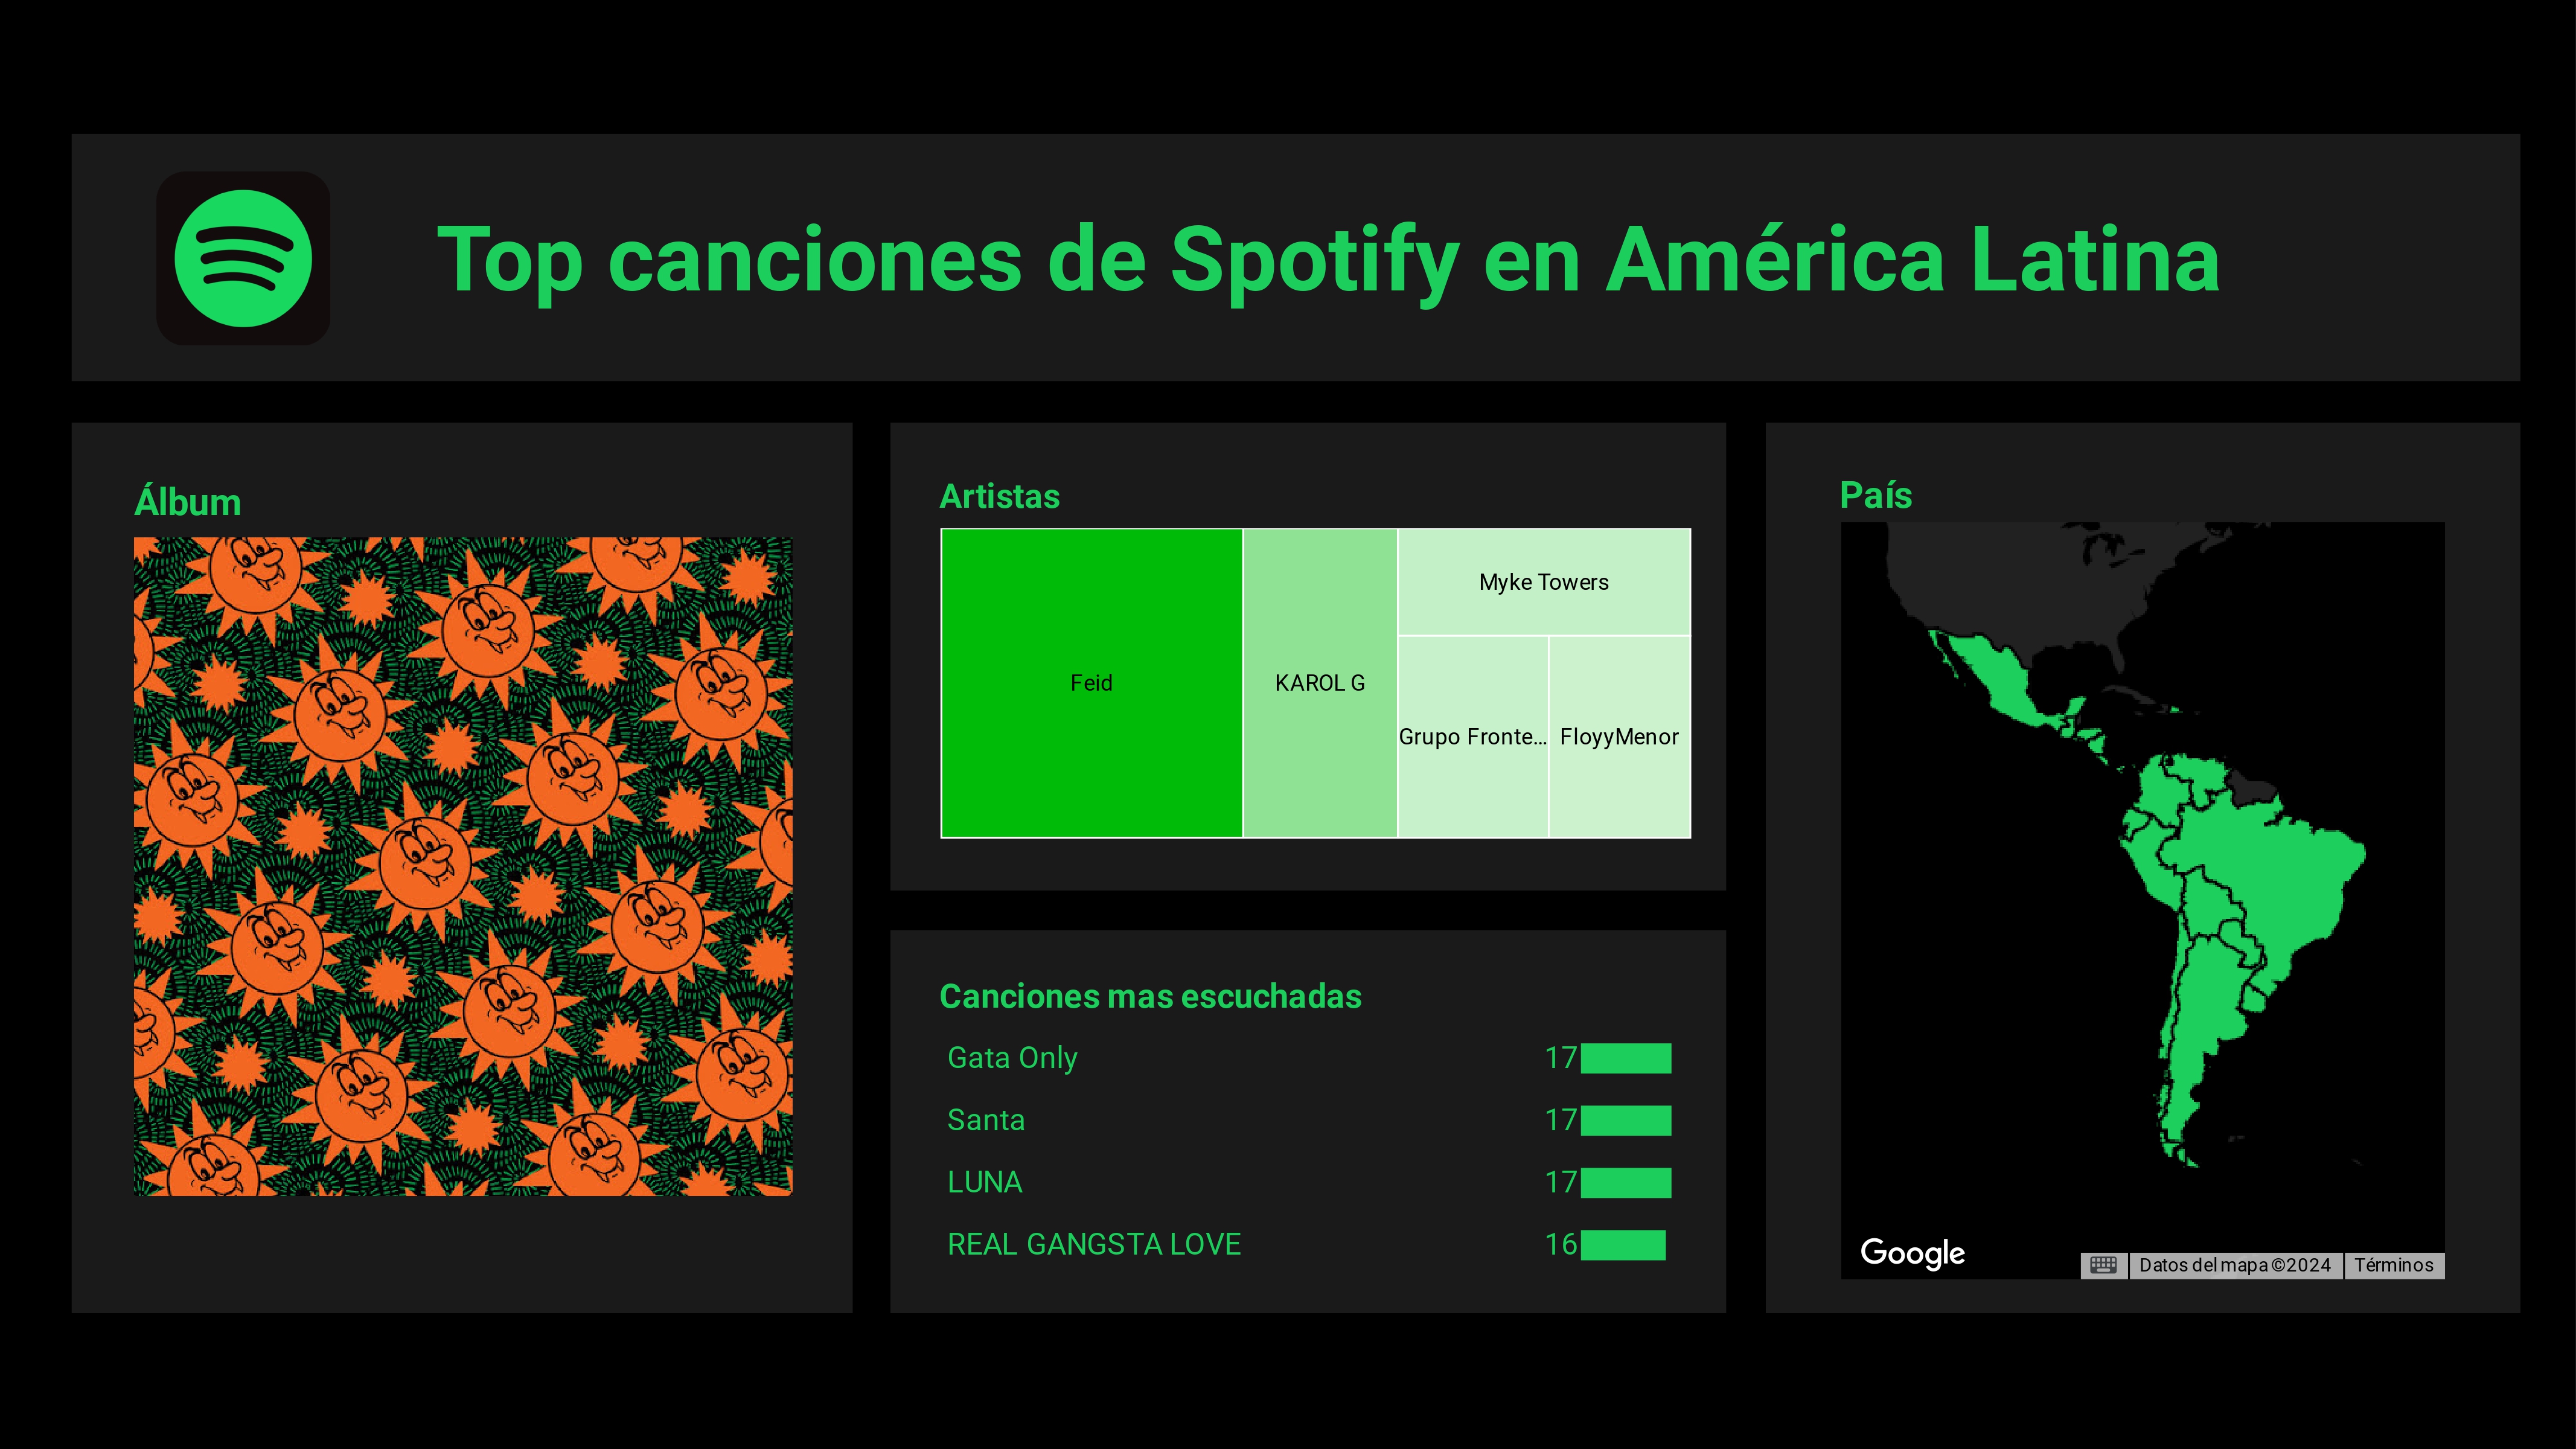 Top canciones de Spotify en América Latina
Álbum
Artistas
Feid
KAROL G
Myke Towers
Grupo Fronte...
FloyyMenor
Canciones mas escuchadas
Gata Only 17
Santa 17
LUNA 17
REAL GANGSTA LOVE 16
País
Google
Datos del mapa ©2024
Términos